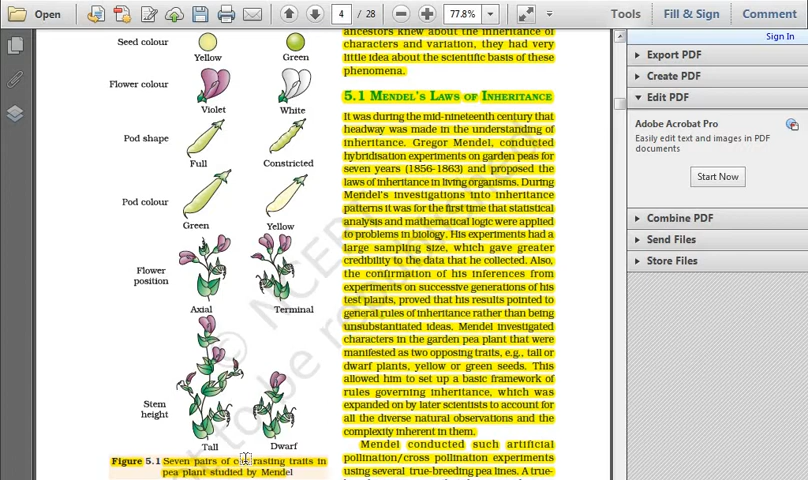 Open
4 / 28
77.8%
Tools
Fill & Sign
Comment
Sign In
Export PDF
Create PDF
Edit PDF
Adobe Acrobat Pro
Easily edit text and images in PDF
documents
Start Now
Combine PDF
Send Files
Store Files
Seed colour
Yellow
Green
Flower colour
Violet
White
Pod shape
Full
Constricted
Pod colour
Green
Yellow
Flower
position
Axial
Terminal
Stem
height
Tall
Dwarf
Figure 5.1 Seven pairs of contrasting traits in
pea plant studied by Mendel
ancestors knew about the inheritance of
characters and variation, they had very
little idea about the scientific basis of these
phenomena.
5.1 MENDEL'S LAWS OF INHERITANCE
It was during the mid-nineteenth century that
headway was made in the understanding of
inheritance. Gregor Mendel, conducted
hybridisation experiments on garden peas for
seven years (1856-1863) and proposed the
laws of inheritance in living organisms. During
Mendel's investigations into inheritance
patterns it was for the first time that statistical
analysis and mathematical logic were applied
to problems in biology. His experiments had a
large sampling size, which gave greater
credibility to the data that he collected. Also,
the confirmation of his inferences from
experiments on successive generations of his
test plants, proved that his results pointed to
general rules of inheritance rather than being
unsubstantiated ideas. Mendel investigated
characters in the garden pea plant that were
manifested as two opposing traits, e.g., tall or
dwarf plants, yellow or green seeds. This
allowed him to set up a basic framework of
rules governing inheritance, which was
expanded on by later scientists to account for
all the diverse natural observations and the
complexity inherent in them.
Mendel conducted such artificial
pollination/cross pollination experiments
using several true-breeding pea lines. A true-
© NCERT
to be